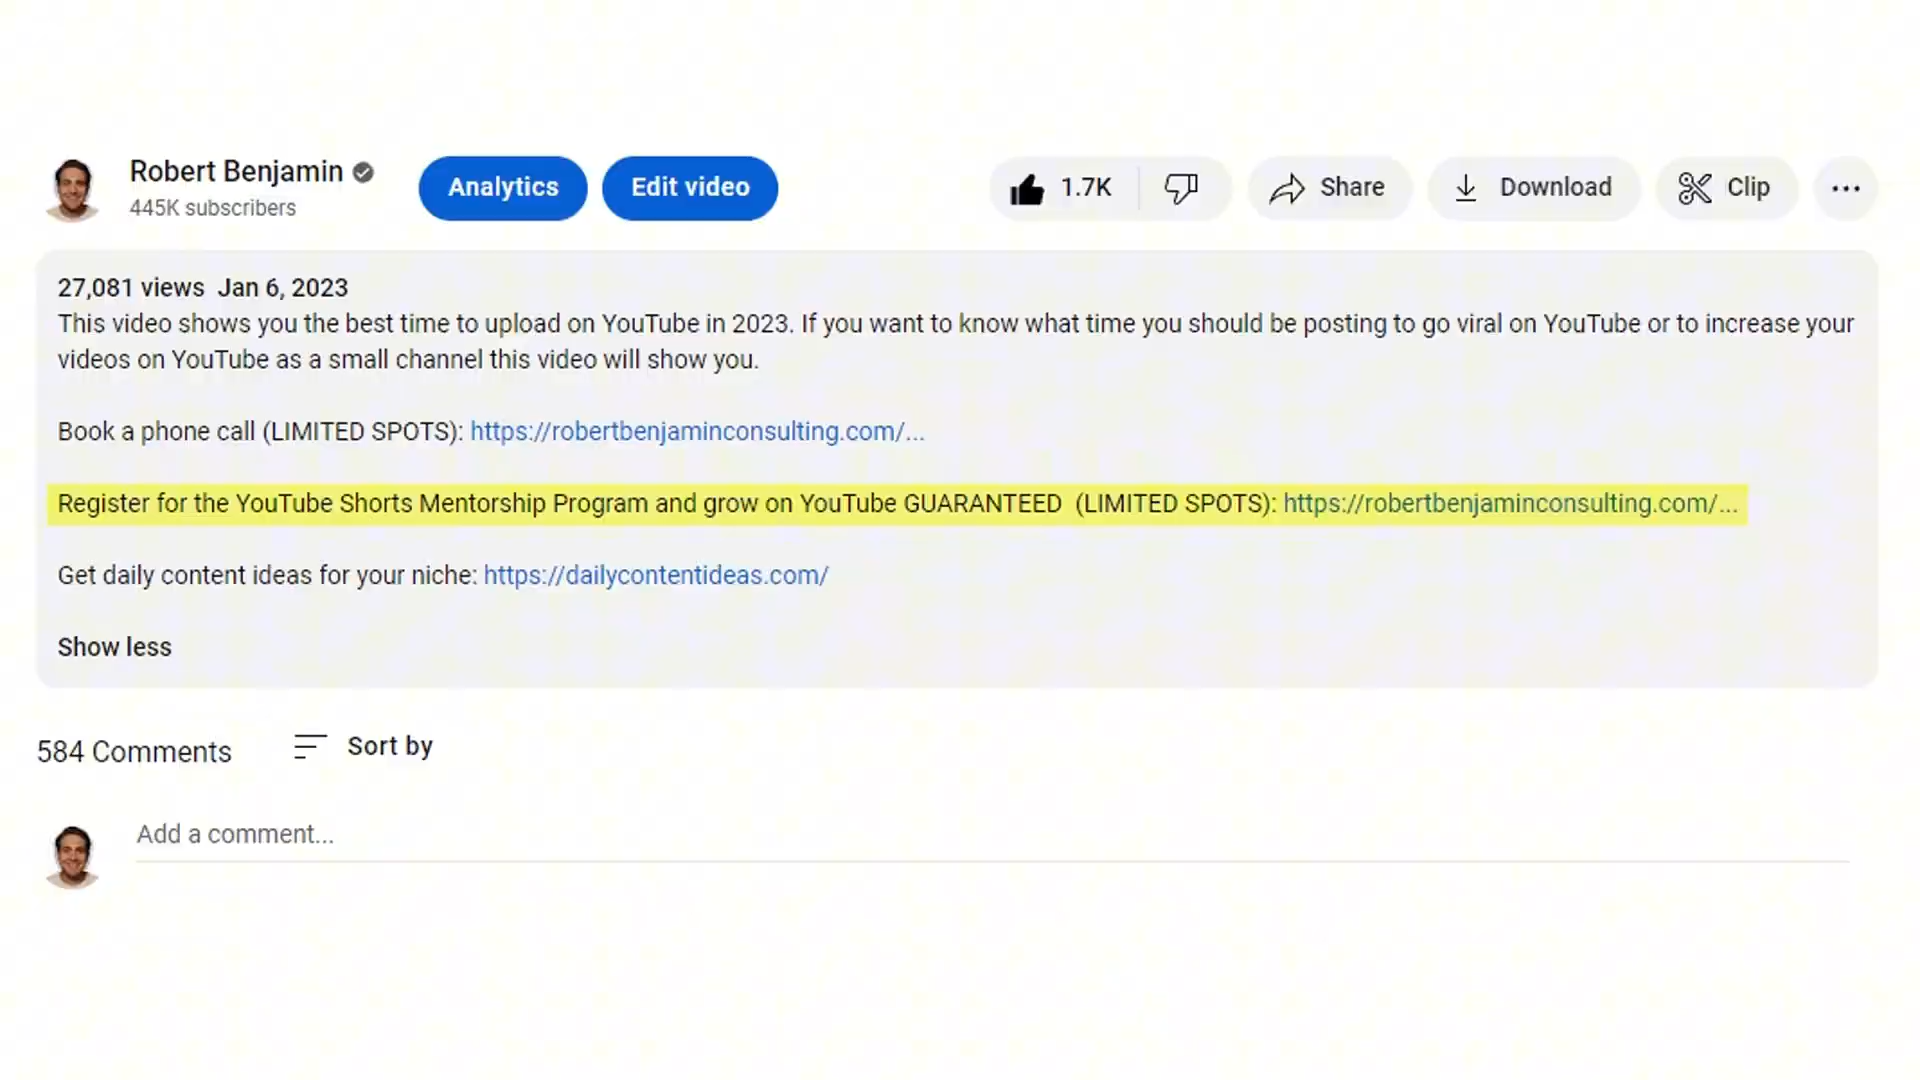 Robert Benjamin
445K subscribers
Analytics
Edit video
1.7K
Share
Download
Clip
27,081 views  Jan 6, 2023
This video shows you the best time to upload on YouTube in 2023. If you want to know what time you should be posting to go viral on YouTube or to increase your
videos on YouTube as a small channel this video will show you.
Book a phone call (LIMITED SPOTS): https://robertbenjaminconsulting.com/...
Register for the YouTube Shorts Mentorship Program and grow on YouTube GUARANTEED  (LIMITED SPOTS): https://robertbenjaminconsulting.com/...
Get daily content ideas for your niche: https://dailycontentideas.com/
Show less
584 Comments
Sort by
Add a comment...